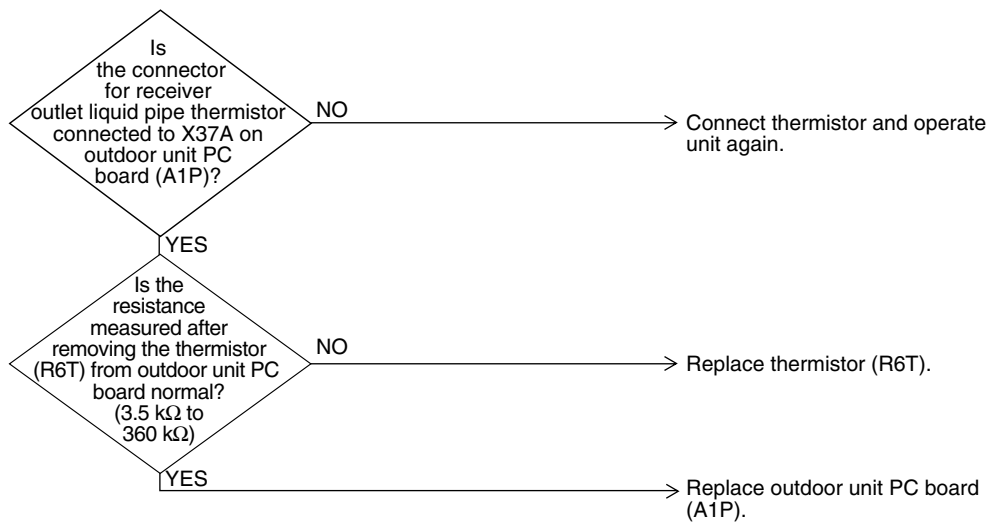 Is
the connector
for receiver
outlet liquid pipe thermistor
connected to X37A on
outdoor unit PC
board (A1P)?
NO
Connect thermistor and operate
unit again.
YES
Is the
resistance
measured after
removing the thermistor
(R6T) from outdoor unit PC
board normal?
(3.5 kΩ to
360 kΩ)
NO
Replace thermistor (R6T).
YES
Replace outdoor unit PC board
(A1P).